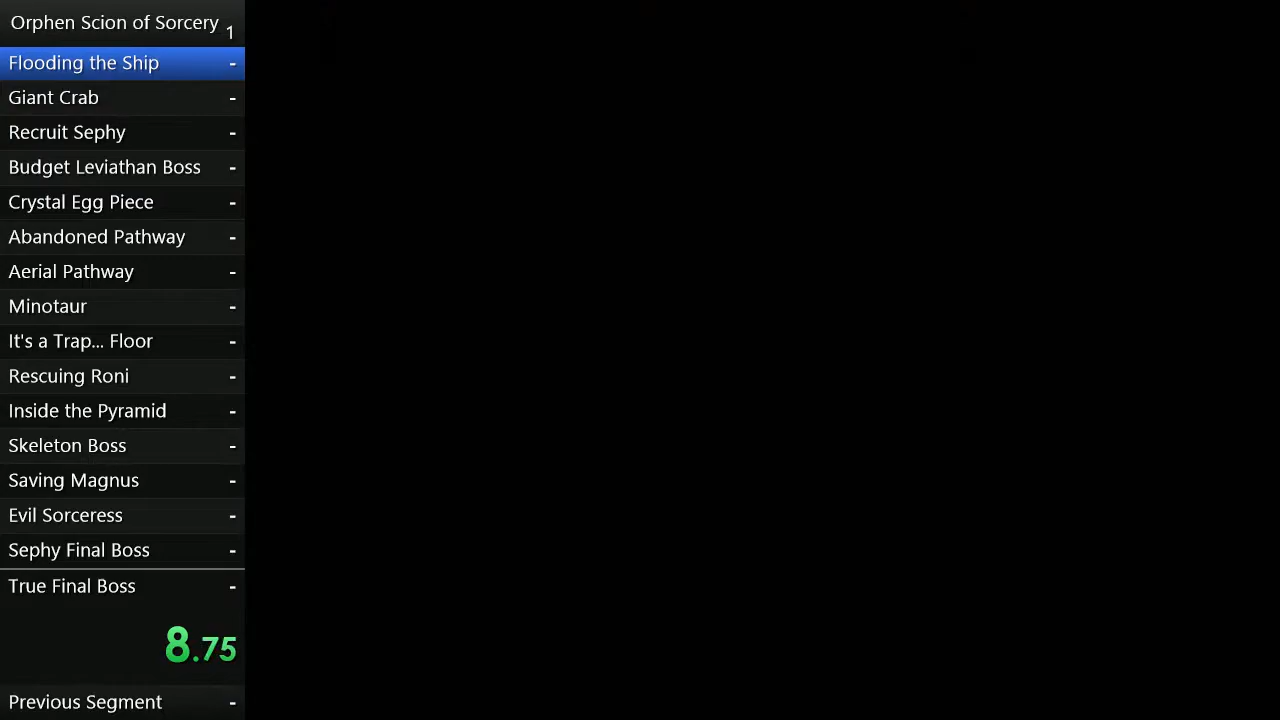 Orphen Scion of Sorcery 1
Flooding the Ship -
Giant Crab -
Recruit Sephy -
Budget Leviathan Boss -
Crystal Egg Piece -
Abandoned Pathway -
Aerial Pathway -
Minotaur -
It's a Trap... Floor -
Rescuing Roni -
Inside the Pyramid -
Skeleton Boss -
Saving Magnus -
Evil Sorceress -
Sephy Final Boss -
True Final Boss -
8.75
Previous Segment -